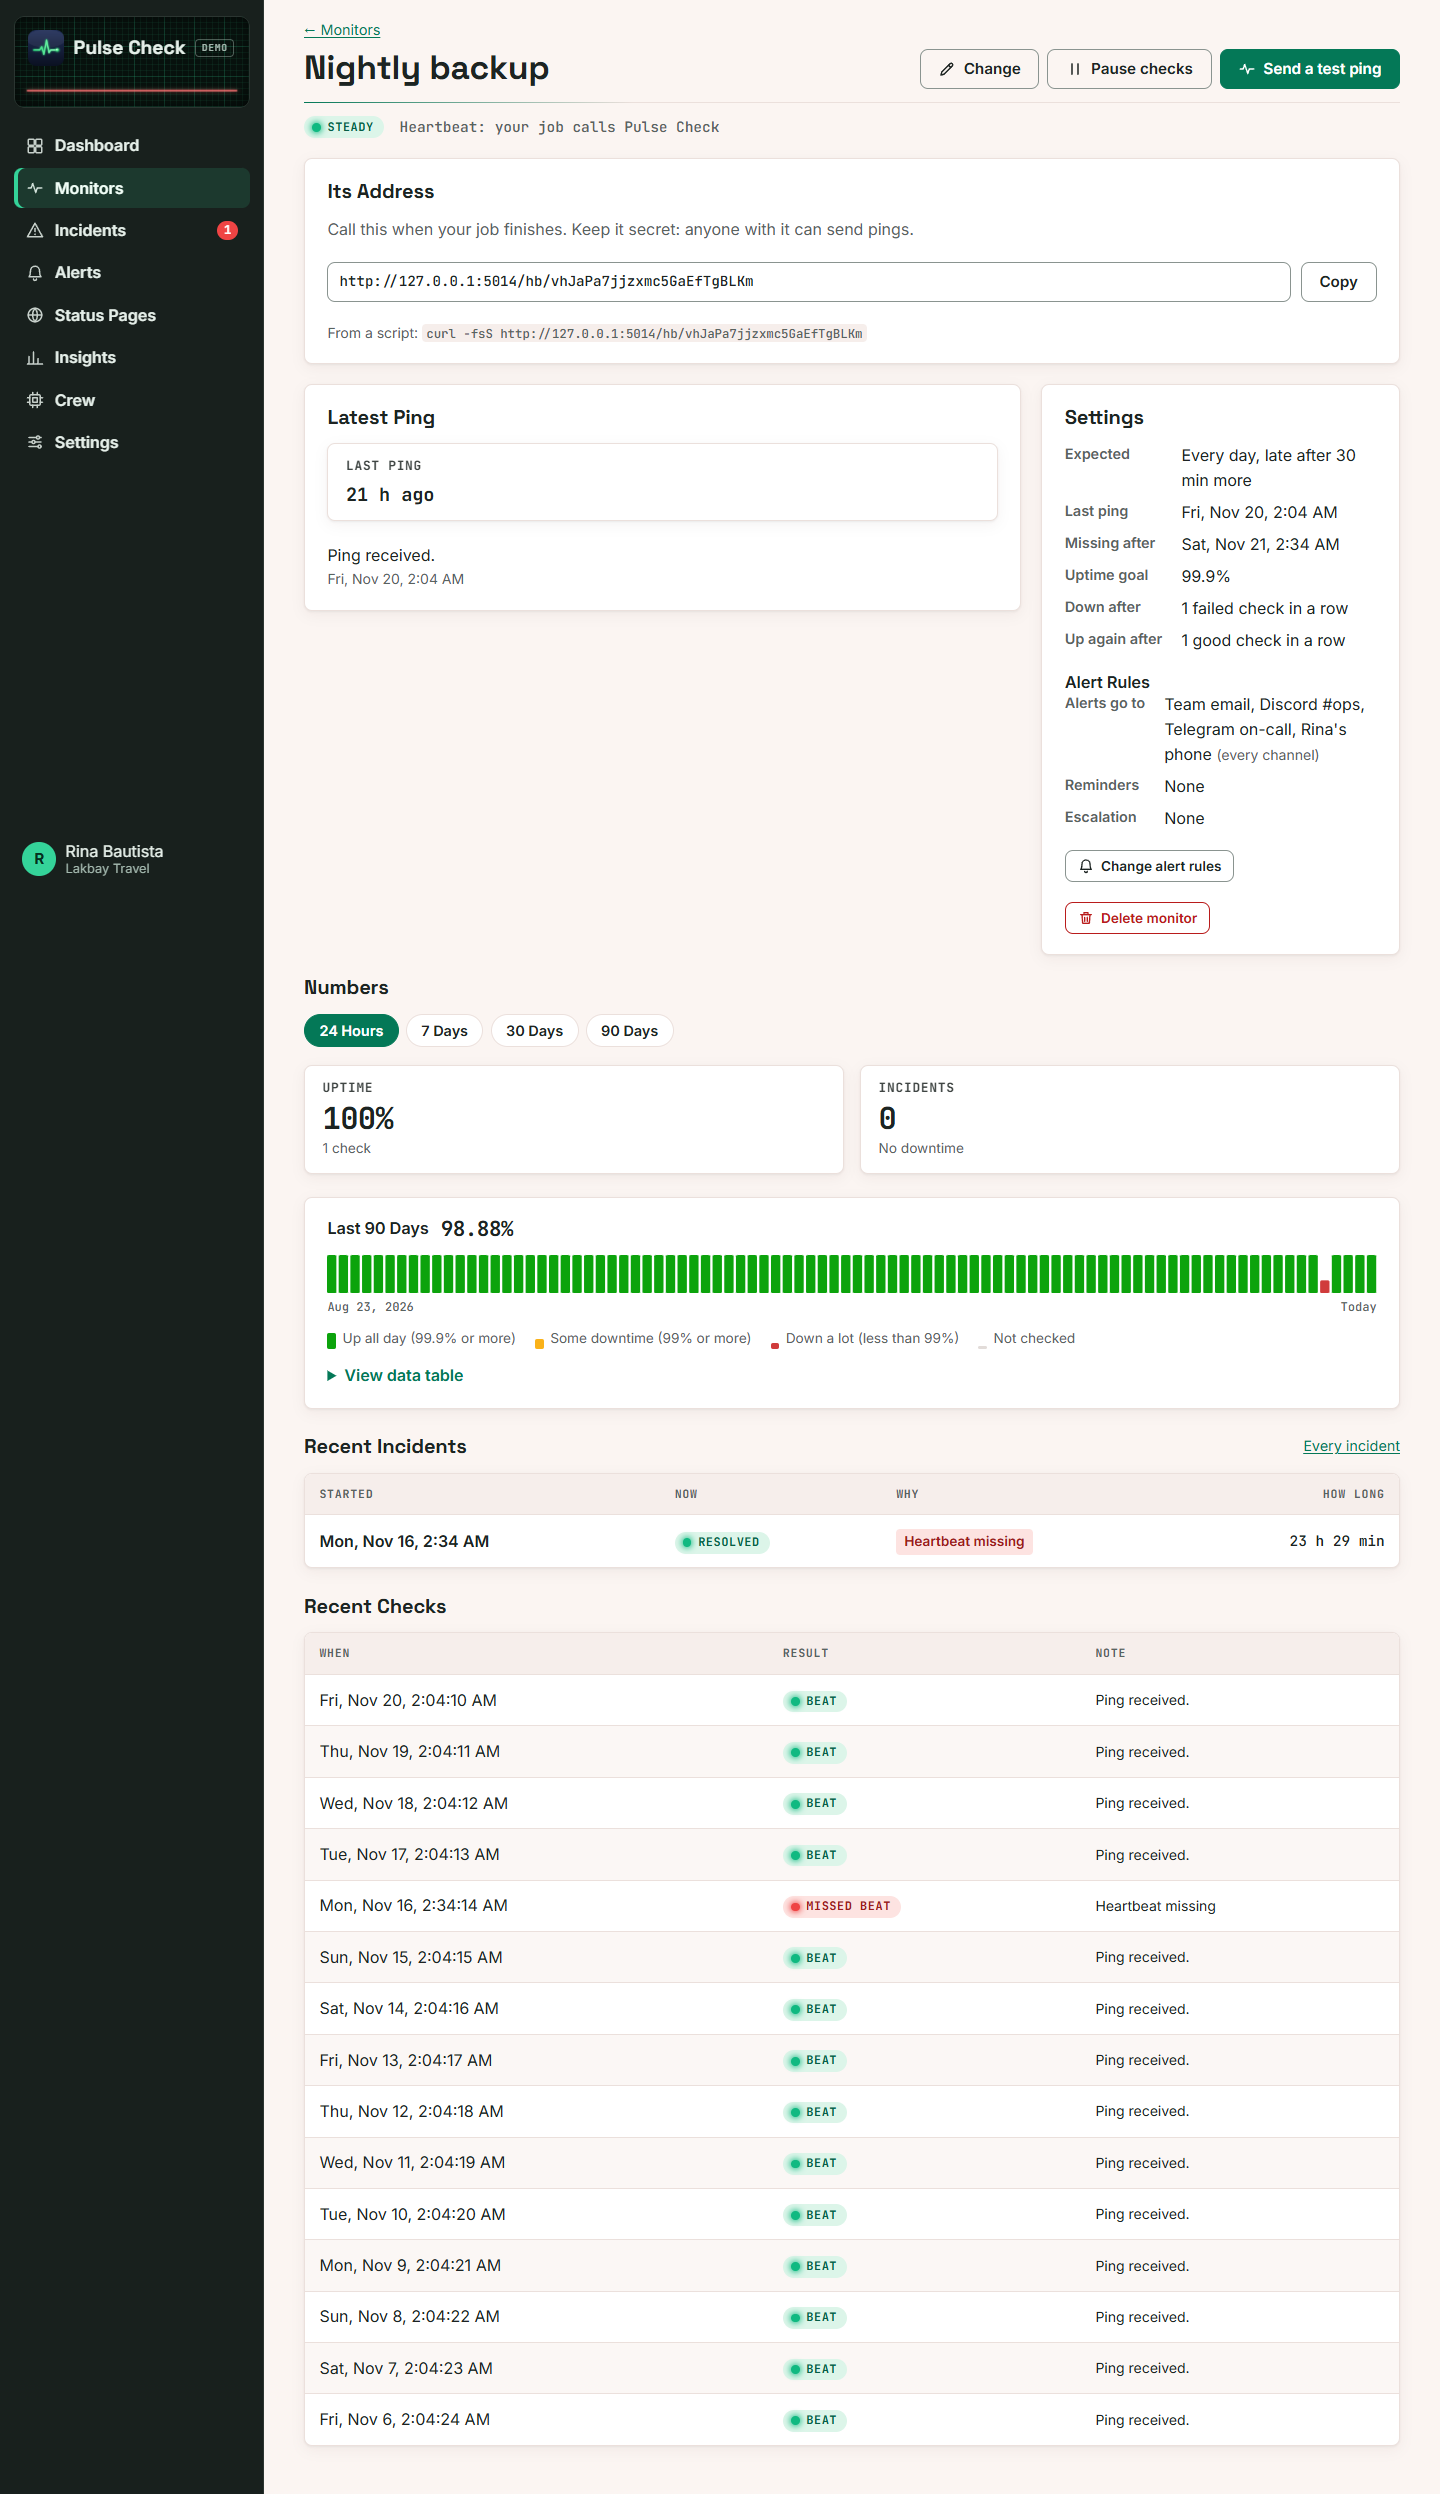 Pulse Check DEMO
Dashboard
Monitors
Incidents 1
Alerts
Status Pages
Insights
Crew
Settings
R
Rina Bautista
Lakbay Travel
← Monitors
Nightly backup
Change
Pause checks
Send a test ping
STEADY Heartbeat: your job calls Pulse Check
Its Address
Call this when your job finishes. Keep it secret: anyone with it can send pings.
http://127.0.0.1:5014/hb/vhJaPa7jjzxmc5GaEfTgBLKm
Copy
From a script: curl -fsS http://127.0.0.1:5014/hb/vhJaPa7jjzxmc5GaEfTgBLKm
Latest Ping
LAST PING
21 h ago
Ping received.
Fri, Nov 20, 2:04 AM
Settings
Expected Every day, late after 30
min more
Last ping Fri, Nov 20, 2:04 AM
Missing after Sat, Nov 21, 2:34 AM
Uptime goal 99.9%
Down after 1 failed check in a row
Up again after 1 good check in a row
Alert Rules
Alerts go to Team email, Discord #ops,
Telegram on-call, Rina's
phone (every channel)
Reminders None
Escalation None
Change alert rules
Delete monitor
Numbers
24 Hours 7 Days 30 Days 90 Days
UPTIME
100%
1 check
INCIDENTS
0
No downtime
Last 90 Days 98.88%
Aug 23, 2026 Today
Up all day (99.9% or more) Some downtime (99% or more) Down a lot (less than 99%) Not checked
View data table
Recent Incidents Every incident
STARTED NOW WHY HOW LONG
Mon, Nov 16, 2:34 AM RESOLVED Heartbeat missing 23 h 29 min
Recent Checks
WHEN RESULT NOTE
Fri, Nov 20, 2:04:10 AM BEAT Ping received.
Thu, Nov 19, 2:04:11 AM BEAT Ping received.
Wed, Nov 18, 2:04:12 AM BEAT Ping received.
Tue, Nov 17, 2:04:13 AM BEAT Ping received.
Mon, Nov 16, 2:34:14 AM MISSED BEAT Heartbeat missing
Sun, Nov 15, 2:04:15 AM BEAT Ping received.
Sat, Nov 14, 2:04:16 AM BEAT Ping received.
Fri, Nov 13, 2:04:17 AM BEAT Ping received.
Thu, Nov 12, 2:04:18 AM BEAT Ping received.
Wed, Nov 11, 2:04:19 AM BEAT Ping received.
Tue, Nov 10, 2:04:20 AM BEAT Ping received.
Mon, Nov 9, 2:04:21 AM BEAT Ping received.
Sun, Nov 8, 2:04:22 AM BEAT Ping received.
Sat, Nov 7, 2:04:23 AM BEAT Ping received.
Fri, Nov 6, 2:04:24 AM BEAT Ping received.